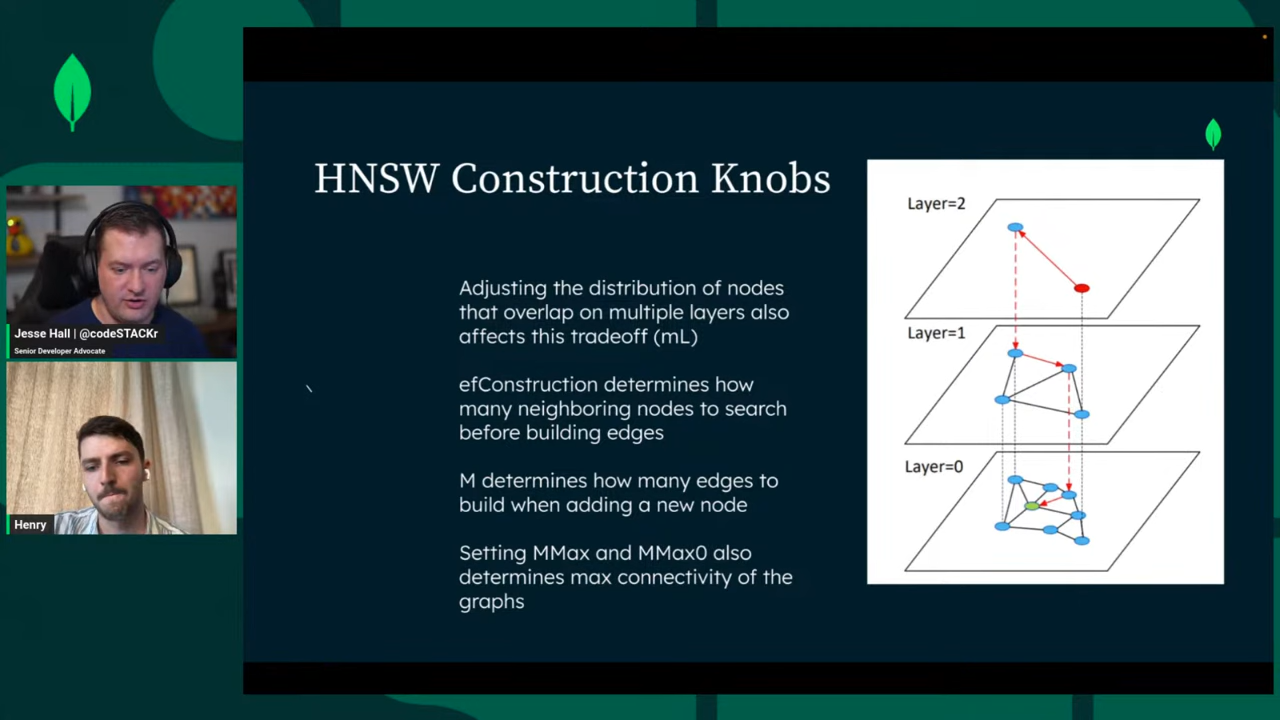 HNSW Construction Knobs
Adjusting the distribution of nodes
that overlap on multiple layers also
affects this tradeoff (mL)
efConstruction determines how
many neighboring nodes to search
before building edges
M determines how many edges to
build when adding a new node
Setting MMax and MMax0 also
determines max connectivity of the
graphs
Layer=2
Layer=1
Layer=0
Jesse Hall | @codeSTACKr
Senior Developer Advocate
Henry